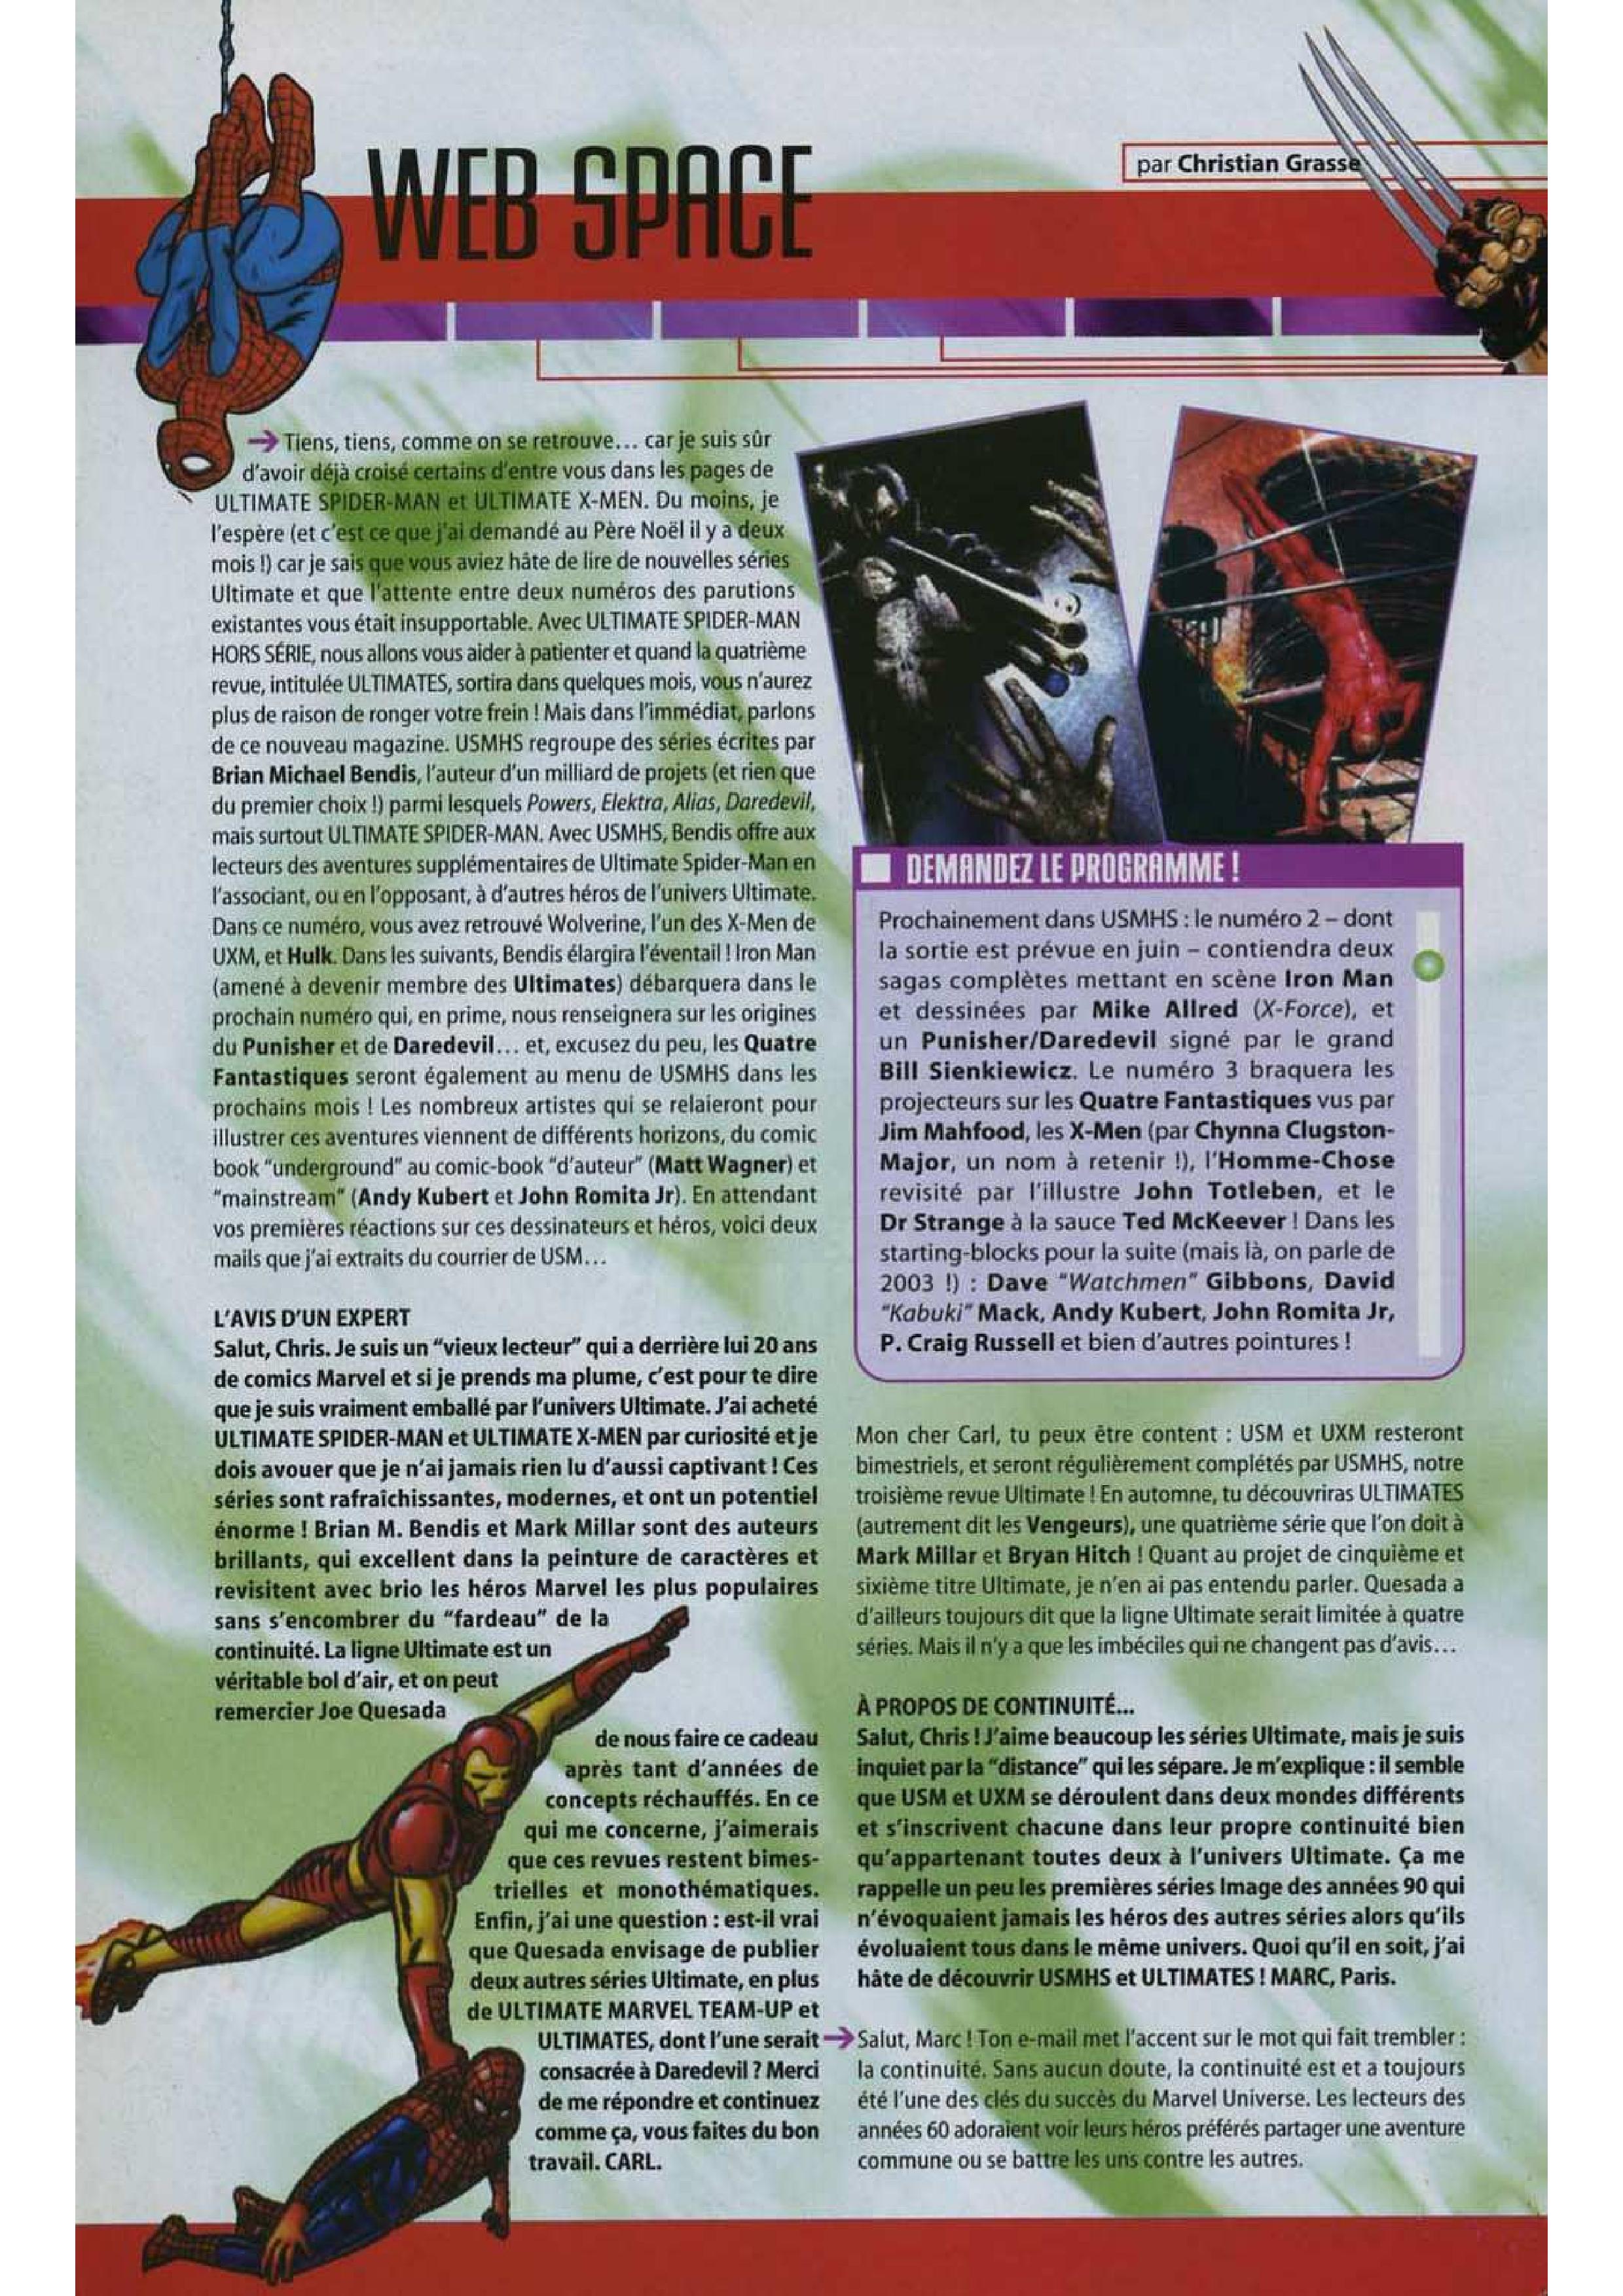 WEB SPACE
par Christian Grasse
Tiens, tiens, comme on se retrouve... car je suis sûr
d'avoir déjà croisé certains d'entre vous dans les pages de
ULTIMATE SPIDER-MAN et ULTIMATE X-MEN. Du moins, je
l'espère (et c'est ce que j'ai demandé au Père Noël il y a deux
mois !) car je sais que vous aviez hâte de lire de nouvelles séries
Ultimate et que l'attente entre deux numéros des parutions
existantes vous était insupportable. Avec ULTIMATE SPIDER-MAN
HORS SÉRIE, nous allons vous aider à patienter et quand la quatrième
revue, intitulée ULTIMATES, sortira dans quelques mois, vous n'aurez
plus de raison de ronger votre frein ! Mais dans l'immédiat, parlons
de ce nouveau magazine. USMHS regroupe des séries écrites par
Brian Michael Bendis, l'auteur d'un milliard de projets (et rien que
du premier choix !) parmi lesquels Powers, Elektra, Alias, Daredevil,
mais surtout ULTIMATE SPIDER-MAN. Avec USMHS, Bendis offre aux
lecteurs des aventures supplémentaires de Ultimate Spider-Man en
l'associant, ou en l'opposant, à d'autres héros de l'univers Ultimate.
Dans ce numéro, vous avez retrouvé Wolverine, l'un des X-Men de
UXM, et Hulk. Dans les suivants, Bendis élargira l'éventail ! Iron Man
(amené à devenir membre des Ultimates) débarquera dans le
prochain numéro qui, en prime, nous renseignera sur les origines
du Punisher et de Daredevil... et, excusez du peu, les Quatre
Fantastiques seront également au menu de USMHS dans les
prochains mois ! Les nombreux artistes qui se relaieront pour
illustrer ces aventures viennent de différents horizons, du comic
book "underground" au comic-book "d'auteur" (Matt Wagner) et
"mainstream" (Andy Kubert et John Romita Jr). En attendant
vos premières réactions sur ces dessinateurs et héros, voici deux
mails que j'ai extraits du courrier de USM...
L'AVIS D'UN EXPERT
Salut, Chris. Je suis un "vieux lecteur" qui a derrière lui 20 ans
de comics Marvel et si je prends ma plume, c'est pour te dire
que je suis vraiment emballé par l'univers Ultimate. J'ai acheté
ULTIMATE SPIDER-MAN et ULTIMATE X-MEN par curiosité et je
dois avouer que je n'ai jamais rien lu d'aussi captivant ! Ces
séries sont rafraîchissantes, modernes, et ont un potentiel
énorme ! Brian M. Bendis et Mark Millar sont des auteurs
brillants, qui excellent dans la peinture de caractères et
revisitent avec brio les héros Marvel les plus populaires
sans s'encombrer du "fardeau" de la
continuité. La ligne Ultimate est un
véritable bol d'air, et on peut
remercier Joe Quesada
de nous faire ce cadeau
après tant d'années de
concepts réchauffés. En ce
qui me concerne, j'aimerais
que ces revues restent bimes-
trielles et monothématiques.
Enfin, j'ai une question : est-il vrai
que Quesada envisage de publier
deux autres séries Ultimate, en plus
de ULTIMATE MARVEL TEAM-UP et
ULTIMATES, dont l'une serait
consacrée à Daredevil ? Merci
de me répondre et continuez
comme ça, vous faites du bon
travail. CARL.
DEMANDEZ LE PROGRAMME !
Prochainement dans USMHS : le numéro 2 – dont
la sortie est prévue en juin – contiendra deux
sagas complètes mettant en scène Iron Man
et dessinées par Mike Allred (X-Force), et
un Punisher/Daredevil signé par le grand
Bill Sienkiewicz. Le numéro 3 braquera les
projecteurs sur les Quatre Fantastiques vus par
Jim Mahfood, les X-Men (par Chynna Clugston-
Major, un nom à retenir !), l'Homme-Chose
revisité par l'illustre John Totleben, et le
Dr Strange à la sauce Ted McKeever ! Dans les
starting-blocks pour la suite (mais là, on parle de
2003 !) : Dave "Watchmen" Gibbons, David
"Kabuki" Mack, Andy Kubert, John Romita Jr,
P. Craig Russell et bien d'autres pointures !
Mon cher Carl, tu peux être content : USM et UXM resteront
bimestriels, et seront régulièrement complétés par USMHS, notre
troisième revue Ultimate ! En automne, tu découvriras ULTIMATES
(autrement dit les Vengeurs), une quatrième série que l'on doit à
Mark Millar et Bryan Hitch ! Quant au projet de cinquième et
sixième titre Ultimate, je n'en ai pas entendu parler. Quesada a
d'ailleurs toujours dit que la ligne Ultimate serait limitée à quatre
séries. Mais il n'y a que les imbéciles qui ne changent pas d'avis...
À PROPOS DE CONTINUITÉ...
Salut, Chris ! J'aime beaucoup les séries Ultimate, mais je suis
inquiet par la "distance" qui les sépare. Je m'explique : il semble
que USM et UXM se déroulent dans deux mondes différents
et s'inscrivent chacune dans leur propre continuité bien
qu'appartenant toutes deux à l'univers Ultimate. Ça me
rappelle un peu les premières séries Image des années 90 qui
n'évoquaient jamais les héros des autres séries alors qu'ils
évoluaient tous dans le même univers. Quoi qu'il en soit, j'ai
hâte de découvrir USMHS et ULTIMATES ! MARC, Paris.
Salut, Marc ! Ton e-mail met l'accent sur le mot qui fait trembler :
la continuité. Sans aucun doute, la continuité est et a toujours
été l'une des clés du succès du Marvel Universe. Les lecteurs des
années 60 adoraient voir leurs héros préférés partager une aventure
commune ou se battre les uns contre les autres.